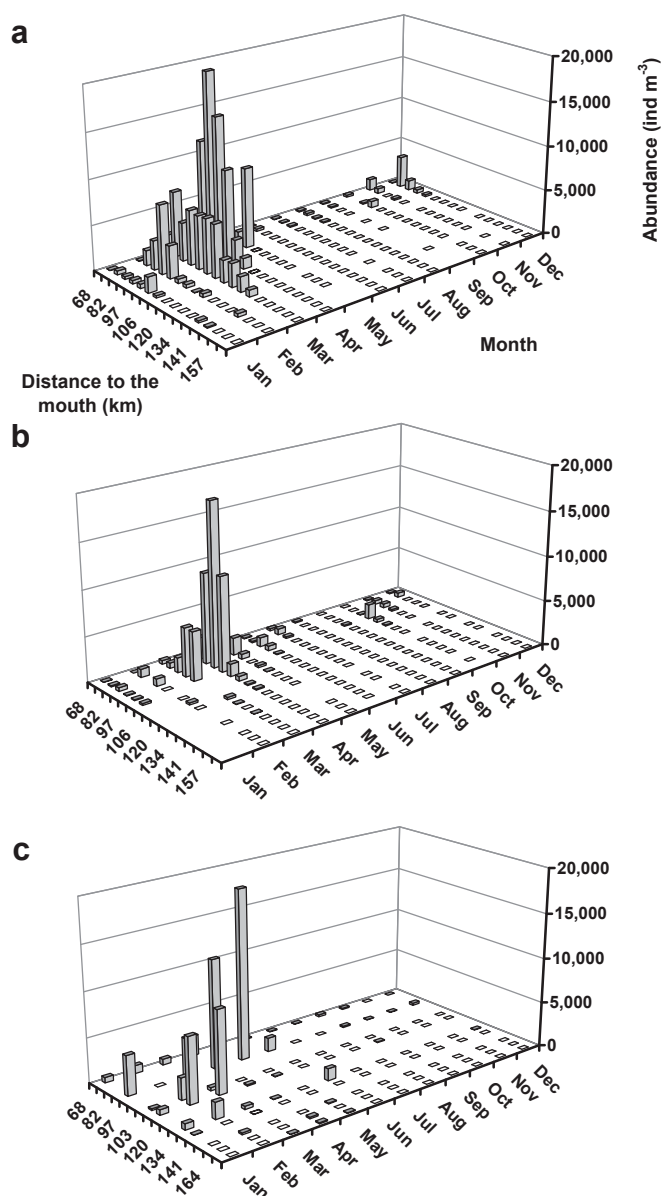 a
20,000
15,000
10,000
5,000
0
Abundance (ind m-3)
Dec
Nov
Oct
Sep
Aug
Jul
Jun
May
Apr
Mar
Feb
Jan
Month
68
82
97
106
120
134
141
157
Distance to the
mouth (km)
b
20,000
15,000
10,000
5,000
0
Dec
Nov
Oct
Sep
Aug
Jul
Jun
May
Apr
Mar
Feb
Jan
68
82
97
106
120
134
141
157
c
20,000
15,000
10,000
5,000
0
Dec
Nov
Oct
Sep
Aug
Jul
Jun
May
Apr
Mar
Feb
Jan
68
82
97
103
120
134
141
164